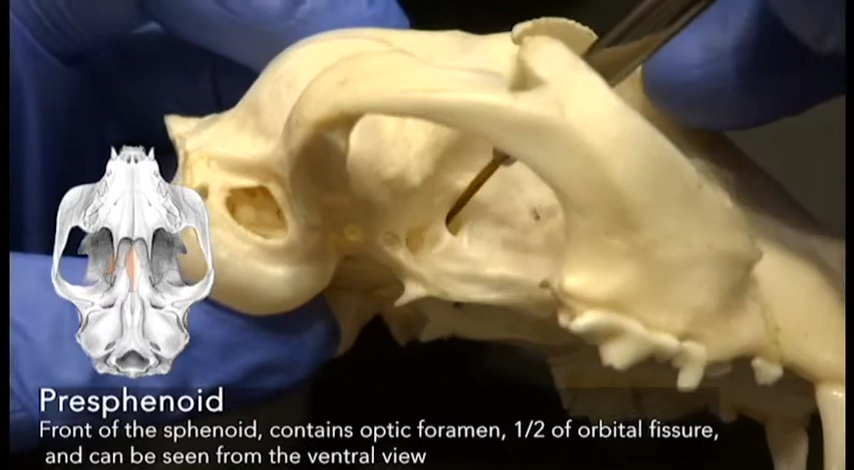 Presphenoid
Front of the sphenoid, contains optic foramen, 1/2 of orbital fissure,
and can be seen from the ventral view